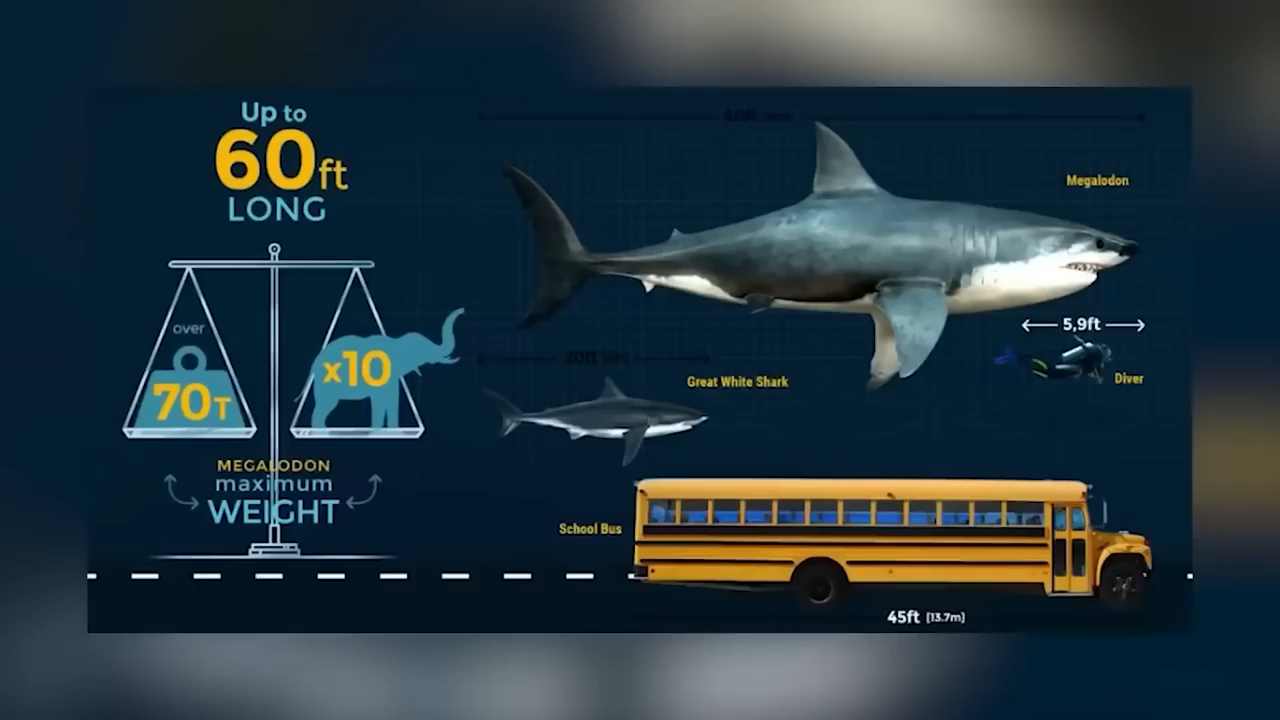 Up to
60ft
LONG
over
70T
x10
MEGALODON
maximum
WEIGHT
Megalodon
5,9ft
Diver
Great White Shark
School Bus
45ft (13.7m)